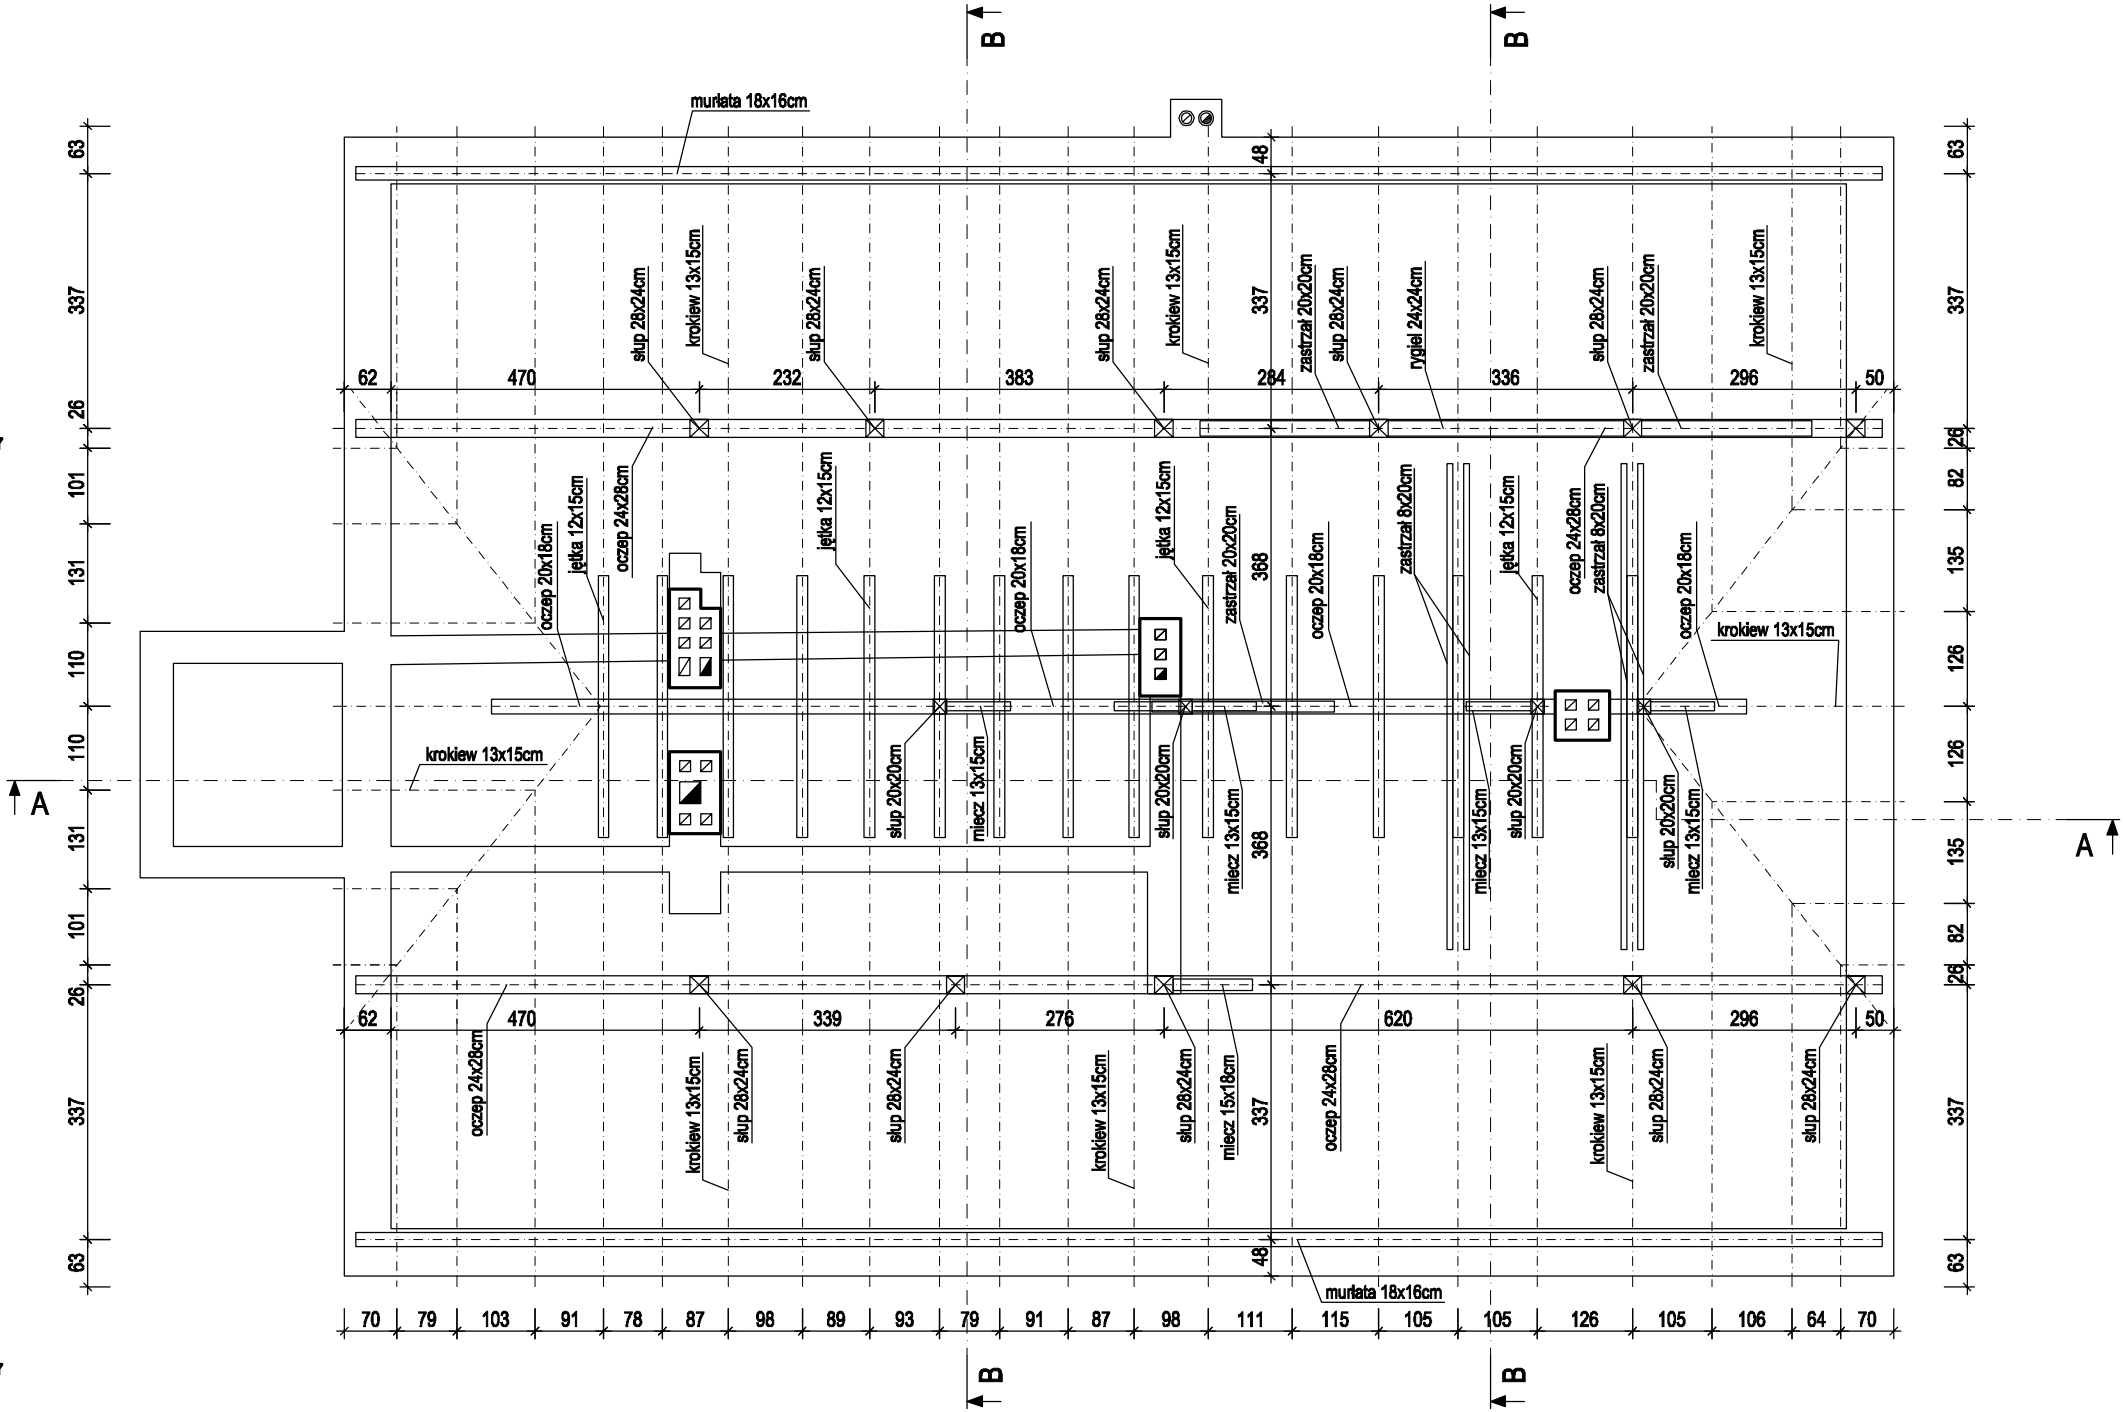 B
B
murłata 18x16cm
63
48
63
337
słup 28x24cm
krokiew 13x15cm
słup 28x24cm
słup 28x24cm
krokiew 13x15cm
337
zastrzał 20x20cm
słup 28x24cm
rygiel 24x24cm
słup 28x24cm
zastrzał 20x20cm
krokiew 13x15cm
337
62
470
232
383
284
336
296
50
26
26
101
oczep 20x18cm
jętka 12x15cm
oczep 24x28cm
jętka 12x15cm
oczep 20x18cm
jętka 12x15cm
zastrzał 20x20cm
368
oczep 20x18cm
zastrzał 8x20cm
jętka 12x15cm
oczep 24x28cm
zastrzał 8x20cm
oczep 20x18cm
82
131
135
110
krokiew 13x15cm
126
110
krokiew 13x15cm
126
A
słup 20x20cm
miecz 13x15cm
słup 20x20cm
miecz 13x15cm
368
miecz 13x15cm
słup 20x20cm
słup 20x20cm
miecz 13x15cm
A
131
135
101
82
26
26
62
470
339
276
620
296
50
337
oczep 24x28cm
krokiew 13x15cm
słup 28x24cm
słup 28x24cm
krokiew 13x15cm
słup 28x24cm
miecz 15x18cm
337
oczep 24x28cm
krokiew 13x15cm
słup 28x24cm
słup 28x24cm
337
63
48
63
murłata 18x16cm
70
79
103
91
78
87
98
89
93
79
91
87
98
111
115
105
105
126
105
106
64
70
B
B